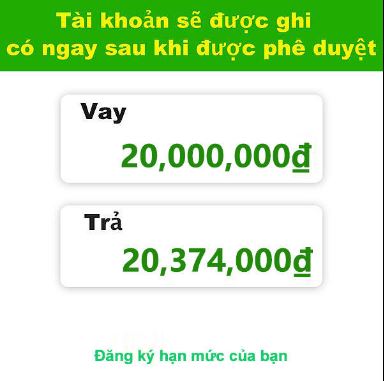 Tài khoản sẽ được ghi
có ngay sau khi được phê duyệt
Vay
20,000,000₫
Trả
20,374,000₫
Đăng ký hạn mức của bạn